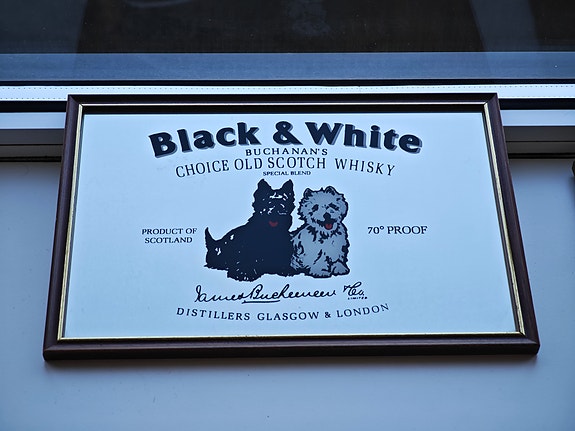 Black & White
BUCHANAN'S
CHOICE OLD SCOTCH WHISKY
SPECIAL BLEND
PRODUCT OF
SCOTLAND
70° PROOF
James Buchanan & Co.
LIMITED
DISTILLERS GLASGOW & LONDON